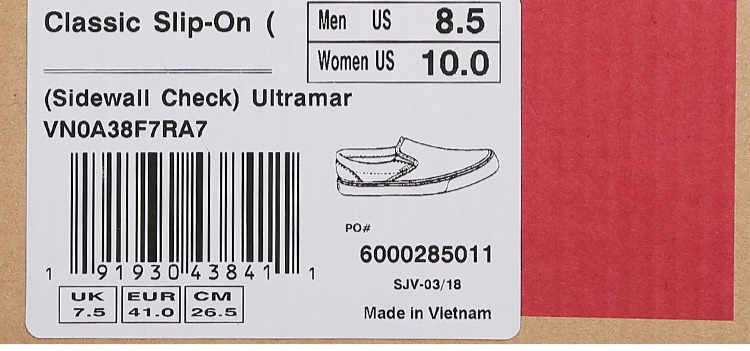 Classic Slip-On (
Men US 8.5
Women US 10.0
(Sidewall Check) Ultramar
VN0A38F7RA7
1 91930 43841 1
PO#
6000285011
SJV-03/18
Made in Vietnam
UK EUR CM
7.5 41.0 26.5